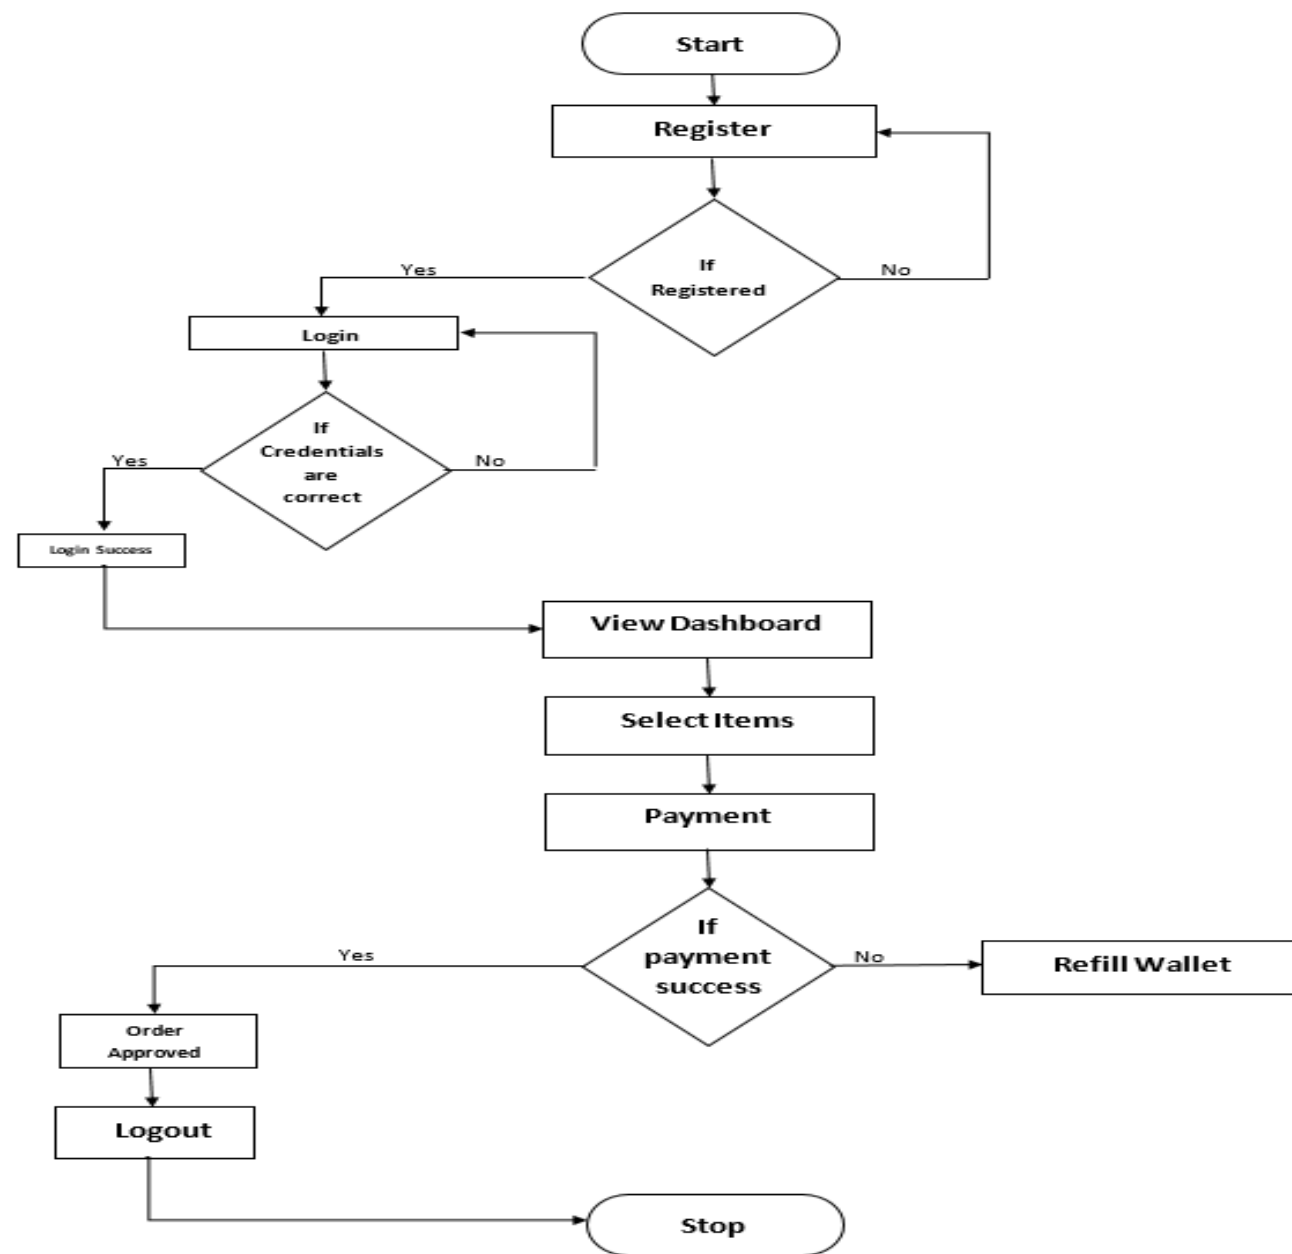 Start
Register
If
Registered
Yes
No
Login
If
Credentials
are
correct
Yes
No
Login Success
View Dashboard
Select Items
Payment
If
payment
success
Yes
No
Refill Wallet
Order
Approved
Logout
Stop